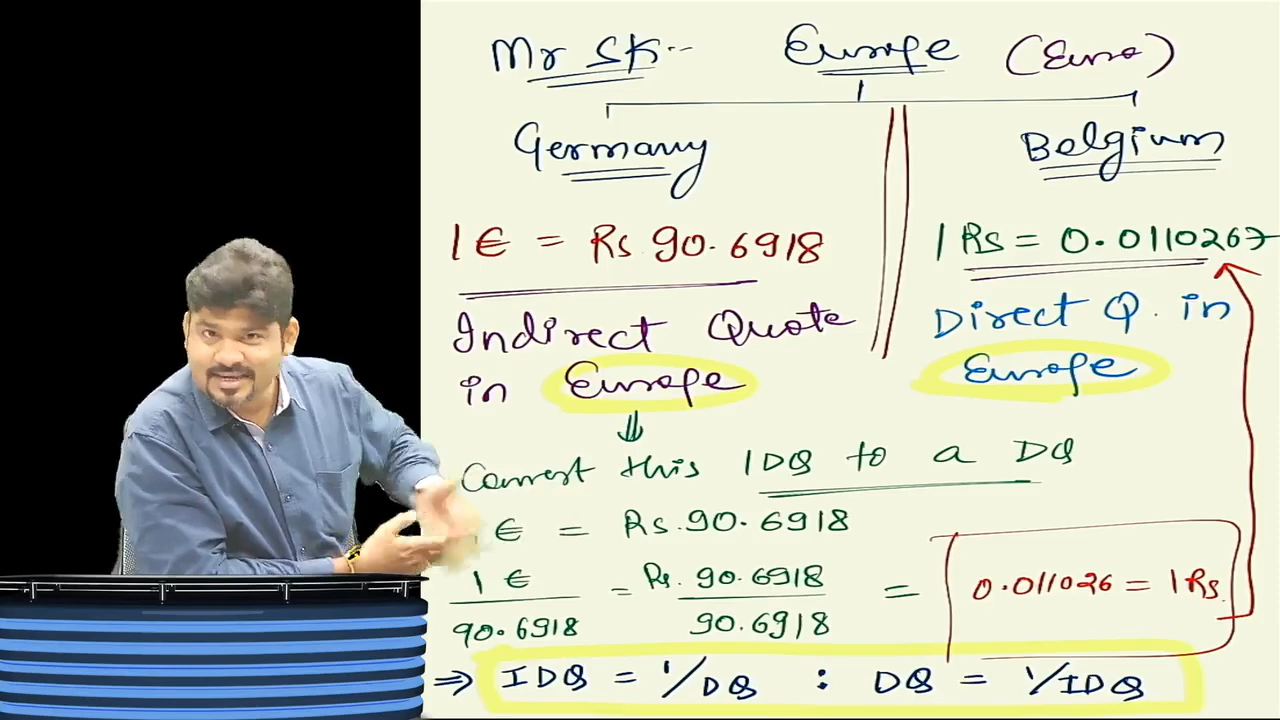 Mr SK-- Europe (Euro)
Germany
Belgium
1€ = Rs. 90.6918
1 Rs = 0.0110267
Indirect Quote
in Europe
Direct Q. in
Europe
Convert this IDQ to a DQ
1 € = Rs. 90.6918
1 € / 90.6918 = Rs. 90.6918 / 90.6918 = 0.011026 = 1 Rs.
⇒ IDQ = 1/DQ : DQ = 1/IDQ